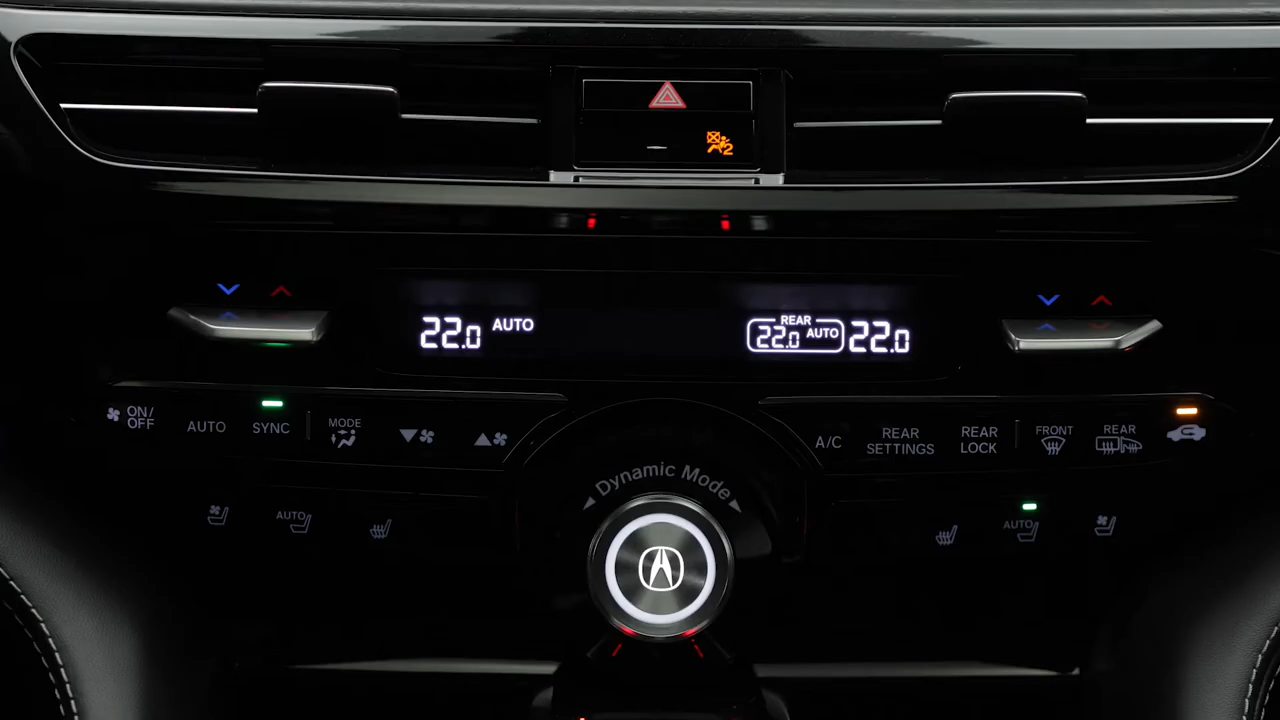 2
22.0 AUTO
REAR
22.0 AUTO 22.0
ON/
OFF
AUTO
SYNC
MODE
A/C
REAR
SETTINGS
REAR
LOCK
FRONT
REAR
Dynamic Mode
AUTO
AUTO